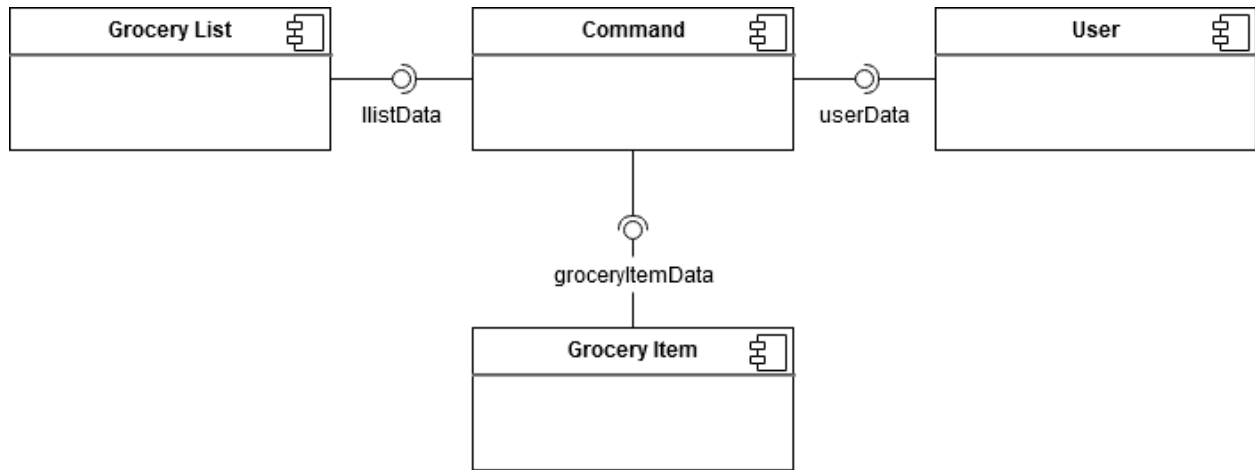 Grocery List
Command
User
llistData
userData
groceryItemData
Grocery Item